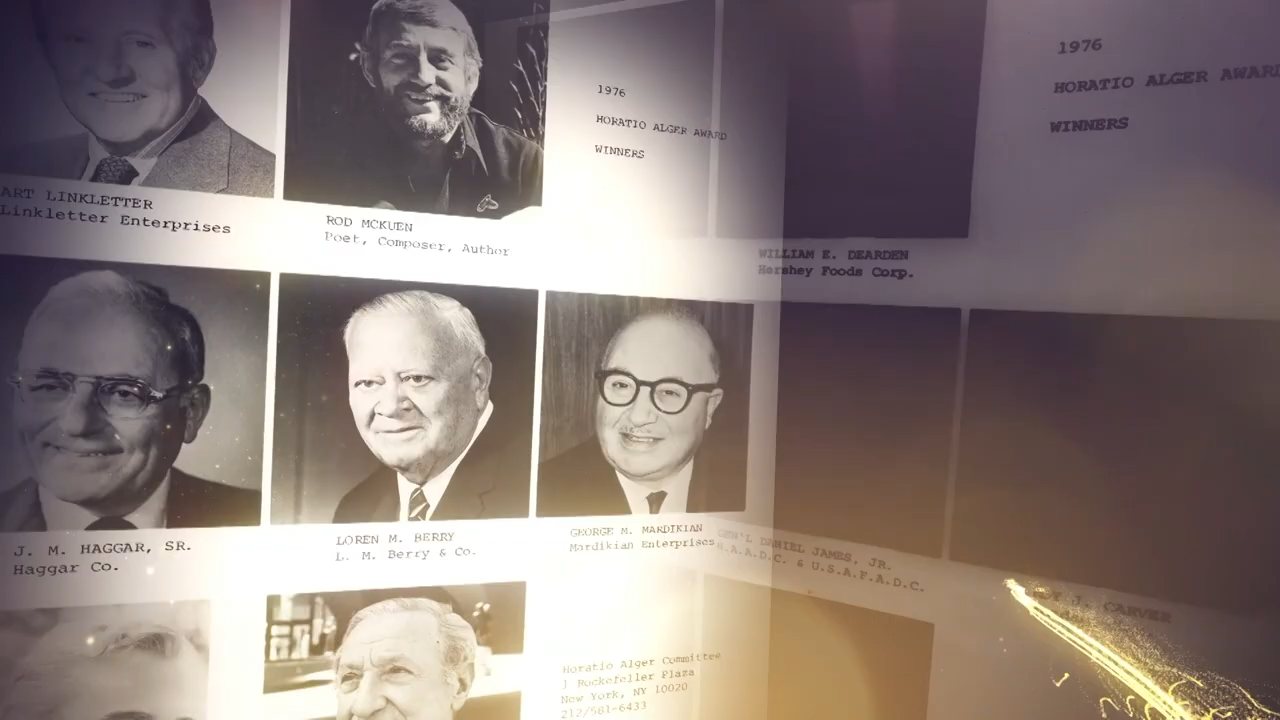 1976
HORATIO ALGER AWARD
WINNERS
1976
HORATIO ALGER AWARD
WINNERS
ART LINKLETTER
Linkletter Enterprises
ROD MCKUEN
Poet, Composer, Author
WILLIAM E. DEARDEN
Hershey Foods Corp.
J. M. HAGGAR, SR.
Haggar Co.
LOREN M. BERRY
L. M. Berry & Co.
GEORGE M. MARDIKIAN
Mardikian Enterprises
GEN'L DANIEL JAMES, JR.
N.A.A.D.C. & U.S.A.F.A.D.C.
J. CARVER
Horatio Alger Committee
1 Rockefeller Plaza
New York, NY 10020
212/581-6433